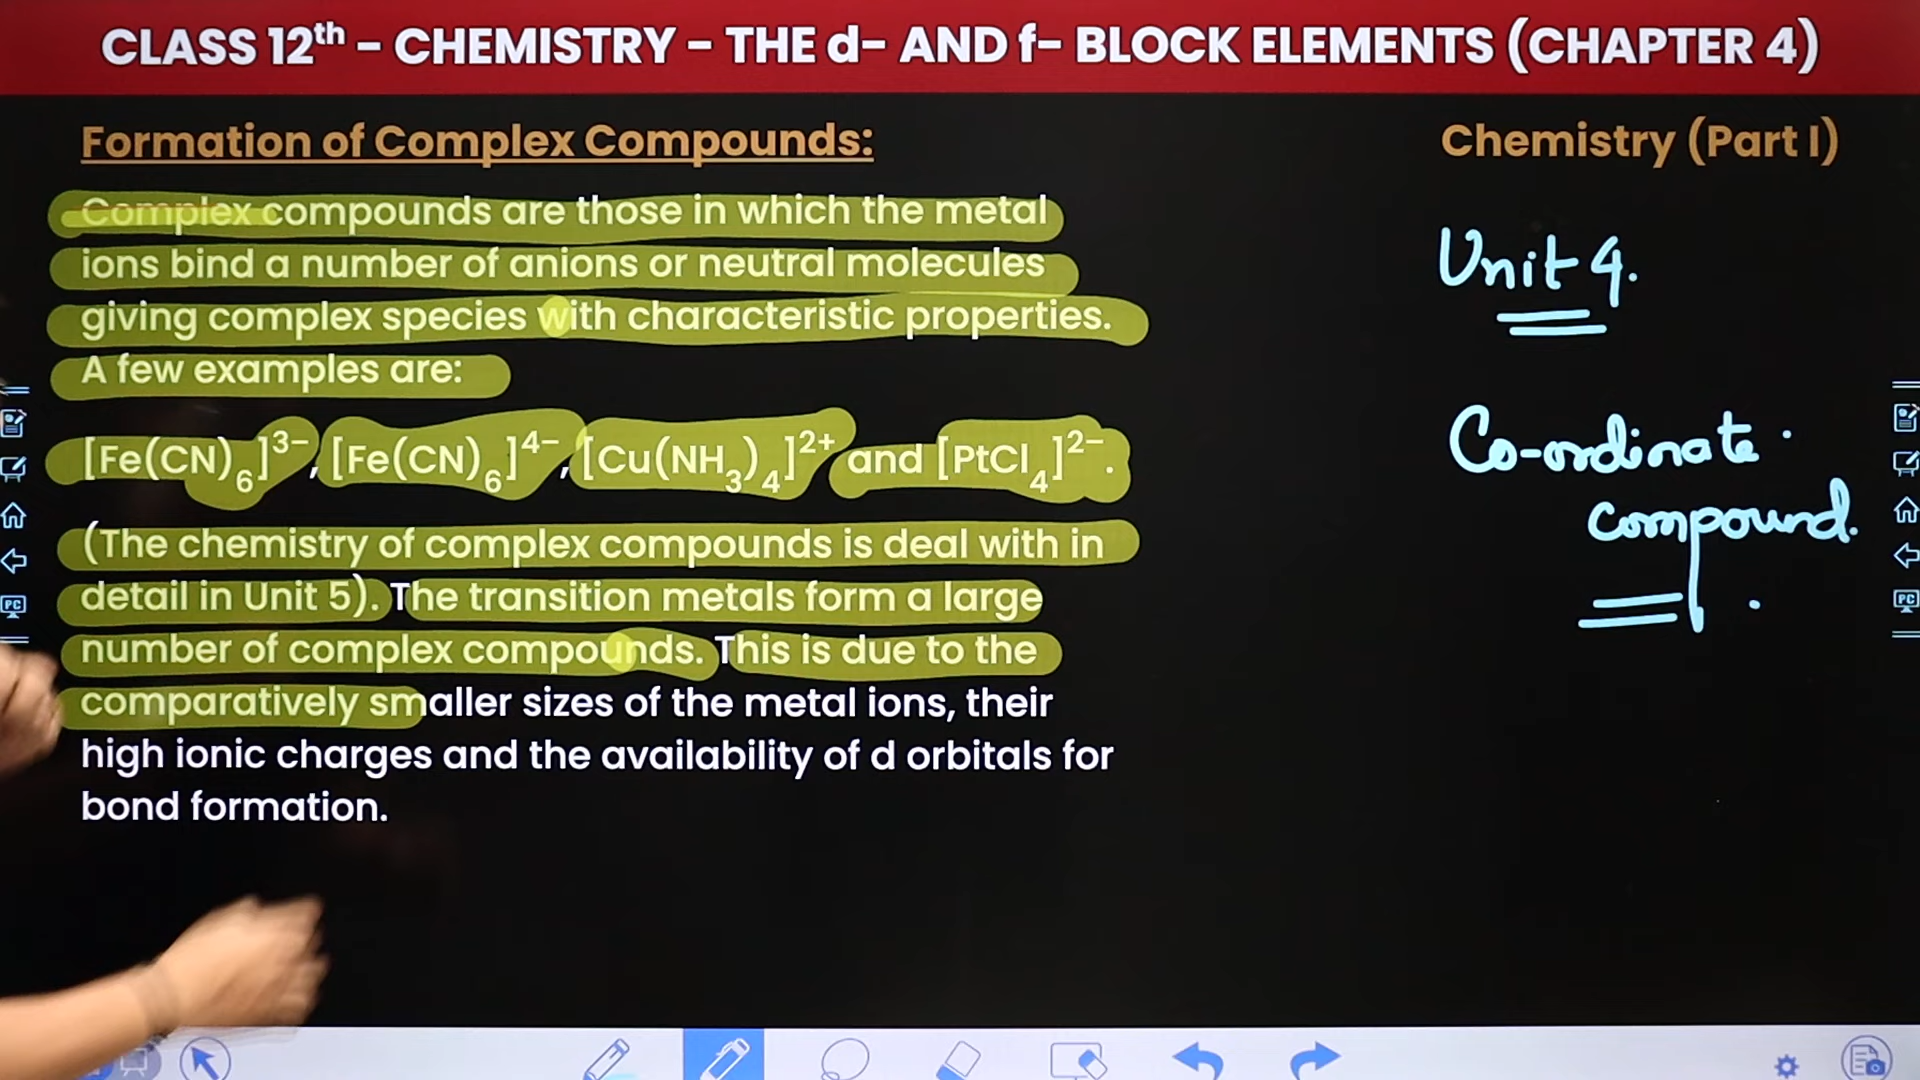 CLASS 12th - CHEMISTRY - THE d- AND f- BLOCK ELEMENTS (CHAPTER 4)
Formation of Complex Compounds:
Chemistry (Part I)
Complex compounds are those in which the metal
ions bind a number of anions or neutral molecules
giving complex species with characteristic properties.
A few examples are:
[Fe(CN)₆]³⁻, [Fe(CN)₆]⁴⁻, [Cu(NH₃)₄]²⁺ and [PtCl₄]²⁻.
(The chemistry of complex compounds is deal with in
detail in Unit 5). The transition metals form a large
number of complex compounds. This is due to the
comparatively smaller sizes of the metal ions, their
high ionic charges and the availability of d orbitals for
bond formation.
Unit 4.
Co-ordinate
compound.
PC
PC